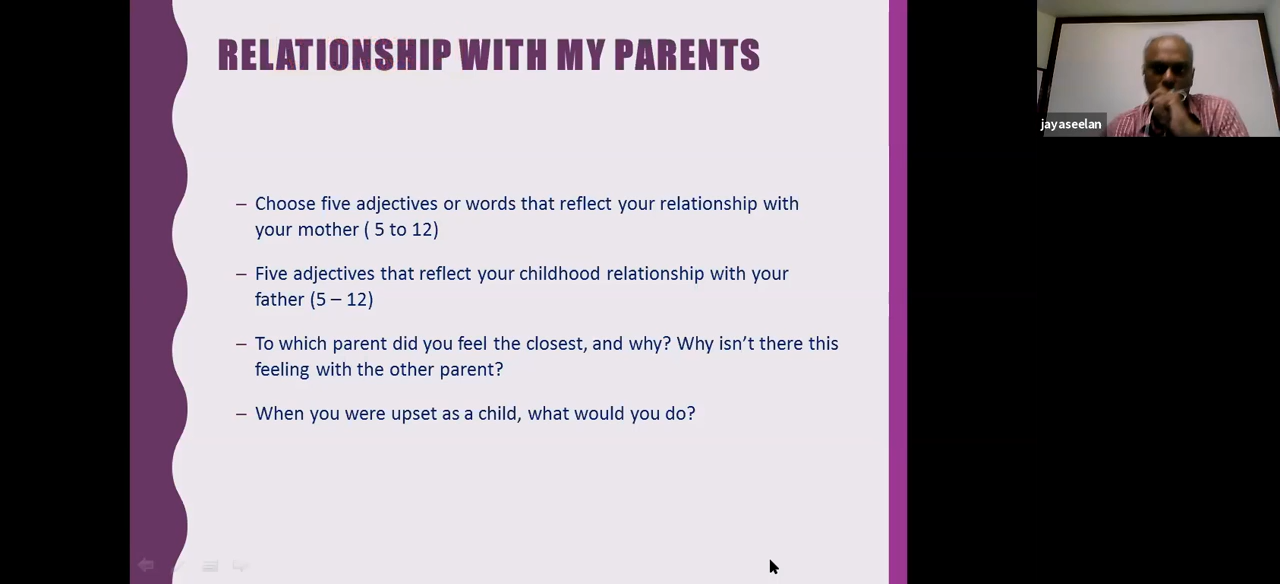 RELATIONSHIP WITH MY PARENTS
jayaseelan
– Choose five adjectives or words that reflect your relationship with
your mother ( 5 to 12)
– Five adjectives that reflect your childhood relationship with your
father (5 – 12)
– To which parent did you feel the closest, and why? Why isn’t there this
feeling with the other parent?
– When you were upset as a child, what would you do?